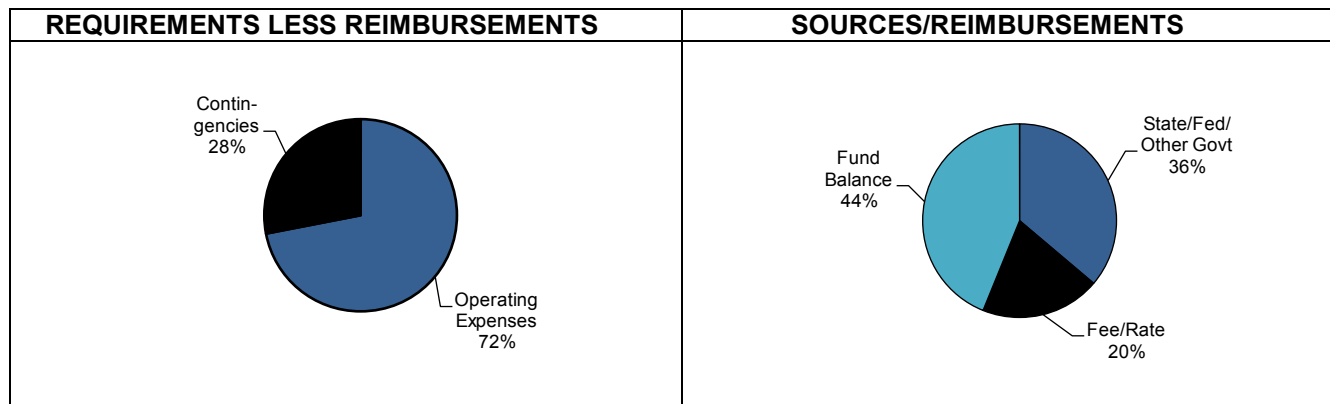 REQUIREMENTS LESS REIMBURSEMENTS
Contin-
gencies
28%
Operating
Expenses
72%
SOURCES/REIMBURSEMENTS
Fund
Balance
44%
State/Fed/
Other Govt
36%
Fee/Rate
20%